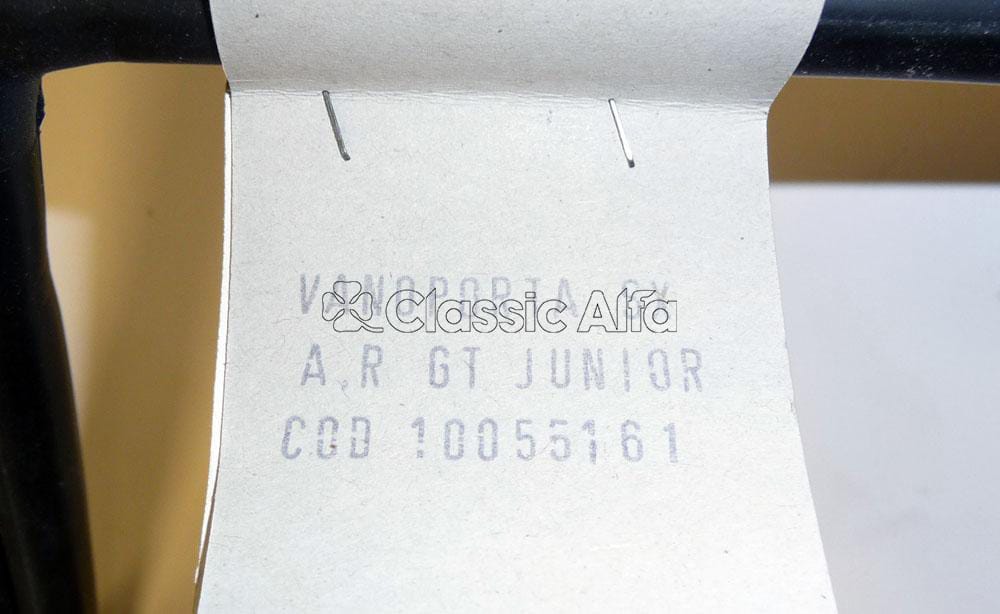 VANOPORTA SX
Classic Alfa
A.R GT JUNIOR
COD 10055161